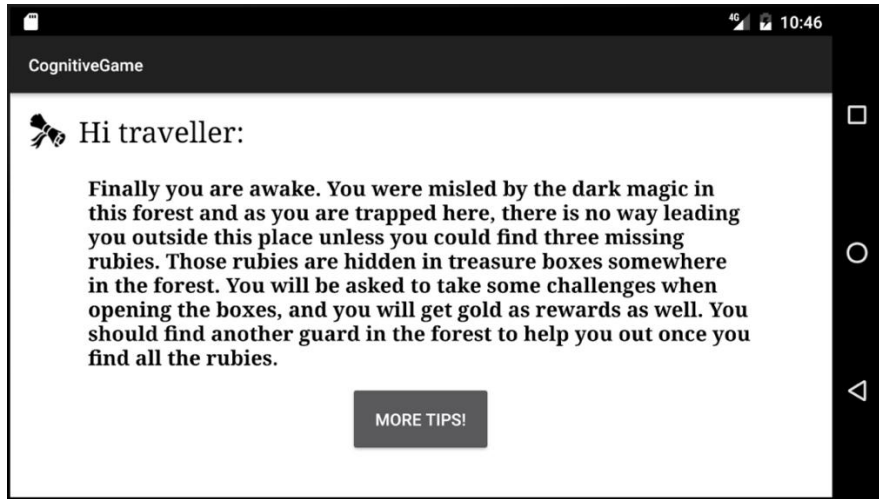 4G 10:46
CognitiveGame
Hi traveller:
Finally you are awake. You were misled by the dark magic in
this forest and as you are trapped here, there is no way leading
you outside this place unless you could find three missing
rubies. Those rubies are hidden in treasure boxes somewhere
in the forest. You will be asked to take some challenges when
opening the boxes, and you will get gold as rewards as well. You
should find another guard in the forest to help you out once you
find all the rubies.
MORE TIPS!